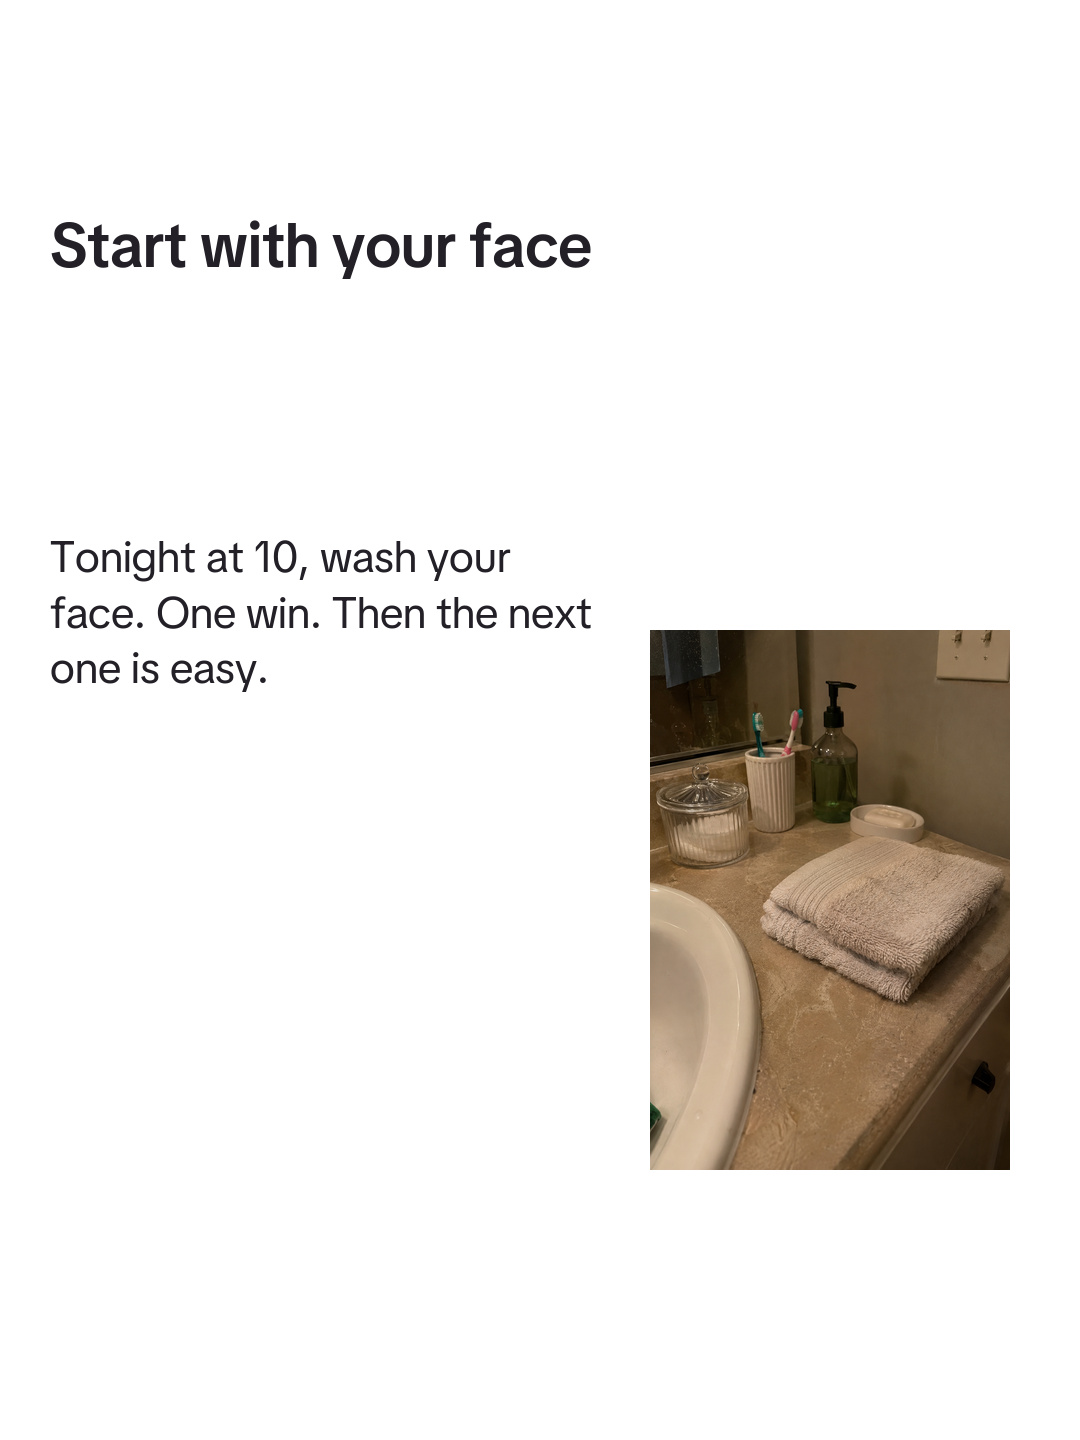 Start with your face
Tonight at 10, wash your
face. One win. Then the next
one is easy.